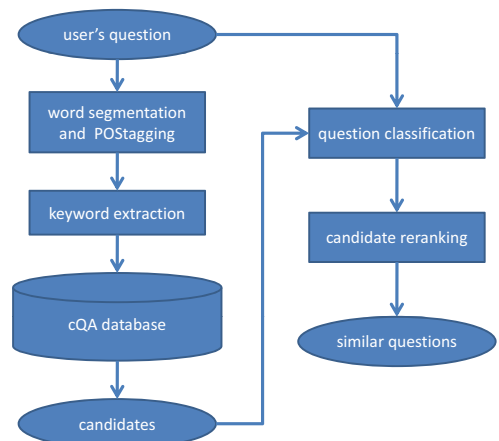 user's question
word segmentation
and POStagging
keyword extraction
cQA database
candidates
question classification
candidate reranking
similar questions